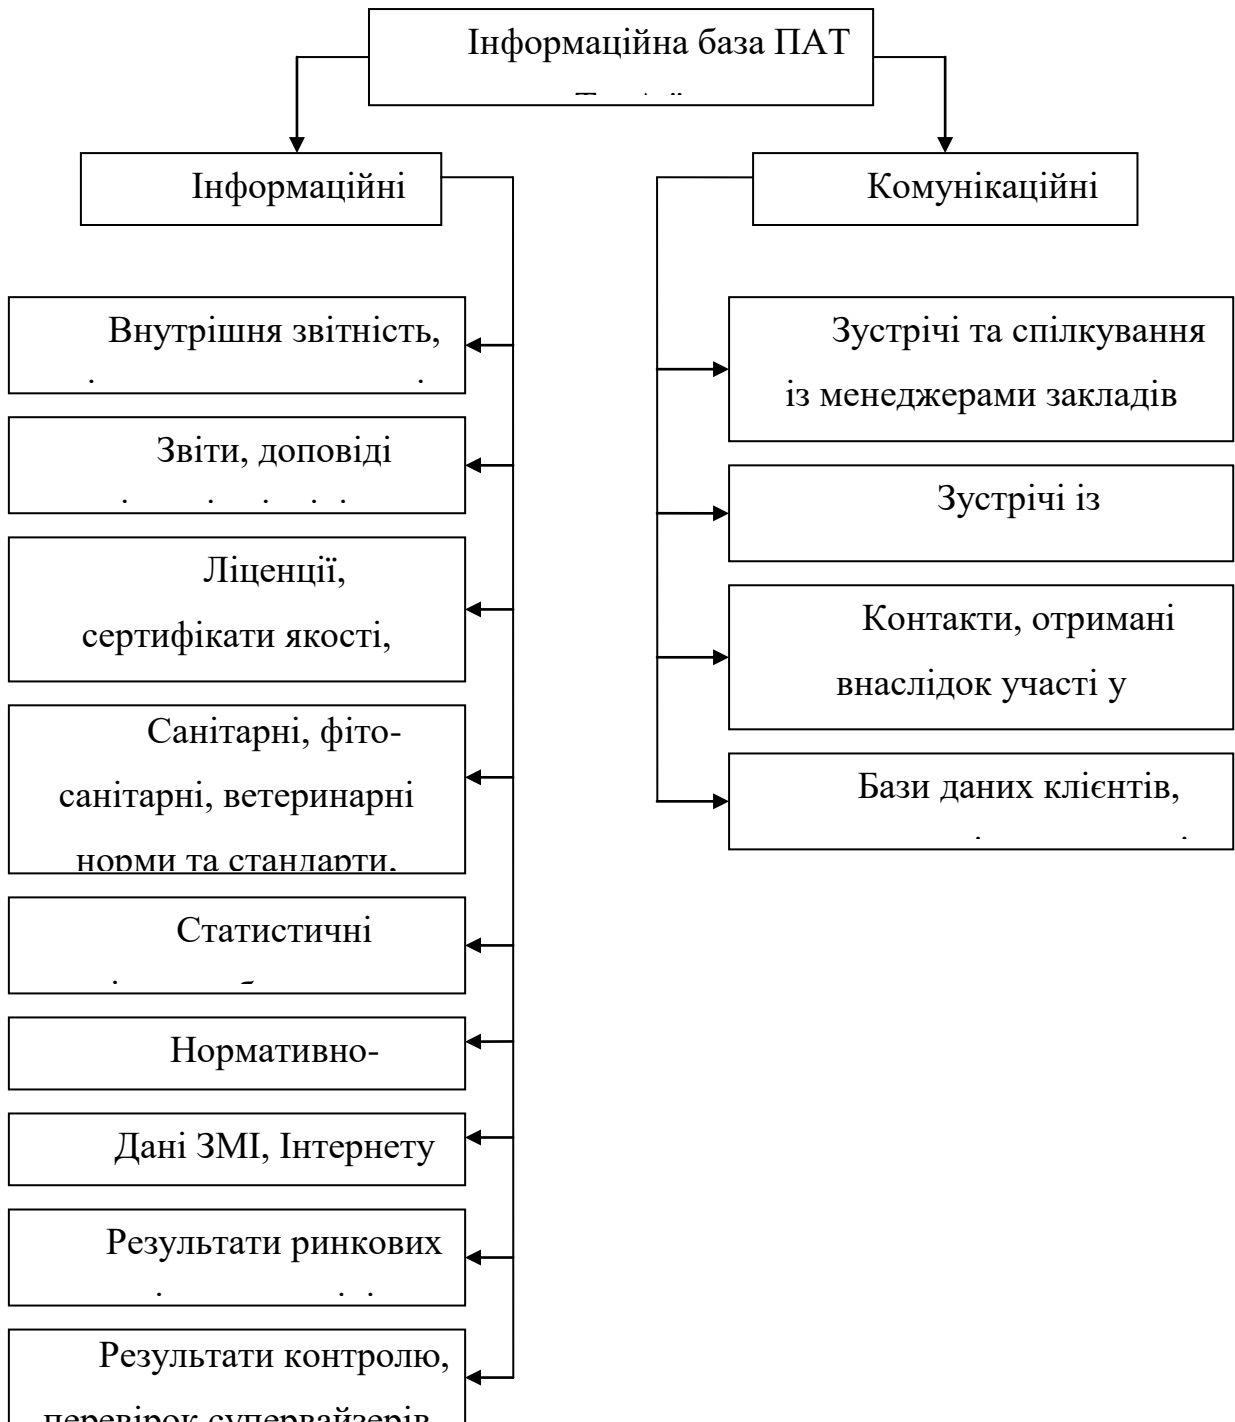 Інформаційна база ПАТ
Інформаційні
Комунікаційні
Внутрішня звітність,
Звіти, доповіді
Ліценції,
сертифікати якості,
Санітарні, фіто-
санітарні, ветеринарні
норми та стандарти,
Статистичні
Нормативно-
Дані ЗМІ, Інтернету
Результати ринкових
Результати контролю,
перевірок супервайзерів
Зустрічі та спілкування
із менеджерами закладів
Зустрічі із
Контакти, отримані
внаслідок участі у
Бази даних клієнтів,